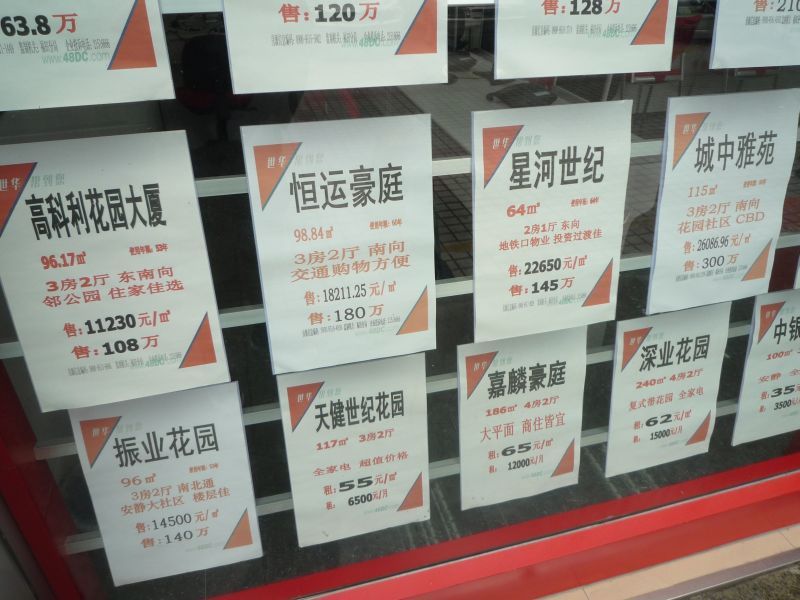 63.8万
www.48DC.com
售:120万
48DC.com
售:128万
世华
高科利花园大厦
96.17㎡
3房2厅 东南向
邻公园 住家佳选
售:11230元/㎡
售:108万
世华
恒运豪庭
98.84㎡
3房2厅 南向
交通购物方便
售:18211.25元/㎡
售:180万
世华
星河世纪
64㎡
2房1厅 东向
地铁口物业 投资过渡佳
售:22650元/㎡
售:145万
世华
城中雅苑
115㎡
3房2厅 南向
花园社区 CBD
售:26086.96元/㎡
售:300万
世华
振业花园
96㎡
3房2厅 南北通
安静大社区 楼层佳
售:14500元/㎡
售:140万
世华
天健世纪花园
117㎡ 3房2厅
全家电 超值价格
租:55元/㎡
租:6500元/月
世华
嘉麟豪庭
186㎡ 4房2厅
大平面 商住皆宜
租:65元/㎡
租:12000元/月
世华
深业花园
240㎡ 4房2厅
复式带花园 全家电
租:62元/㎡
租:15000元/月
中银
100㎡
安静
3500元